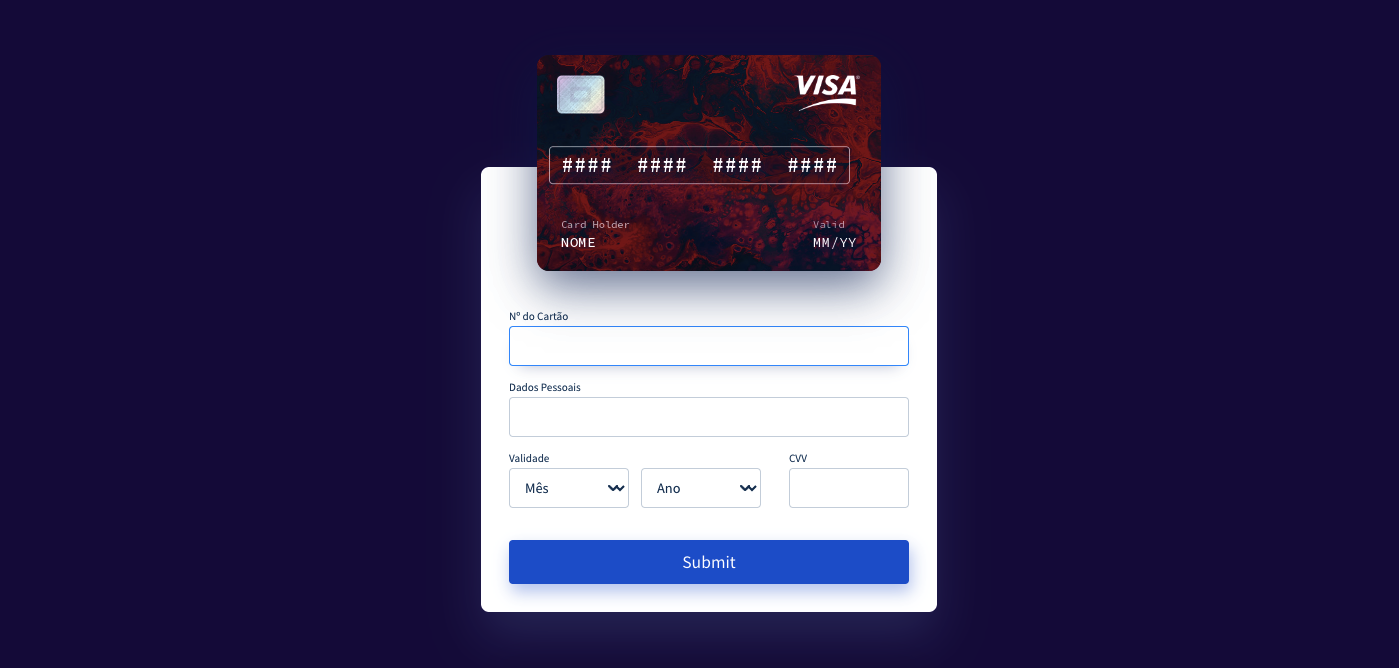 VISA
#### #### #### ####
Card Holder
Valid
NOME
MM/YY
Nº do Cartão
Dados Pessoais
Validade
CVV
Mês
Ano
Submit